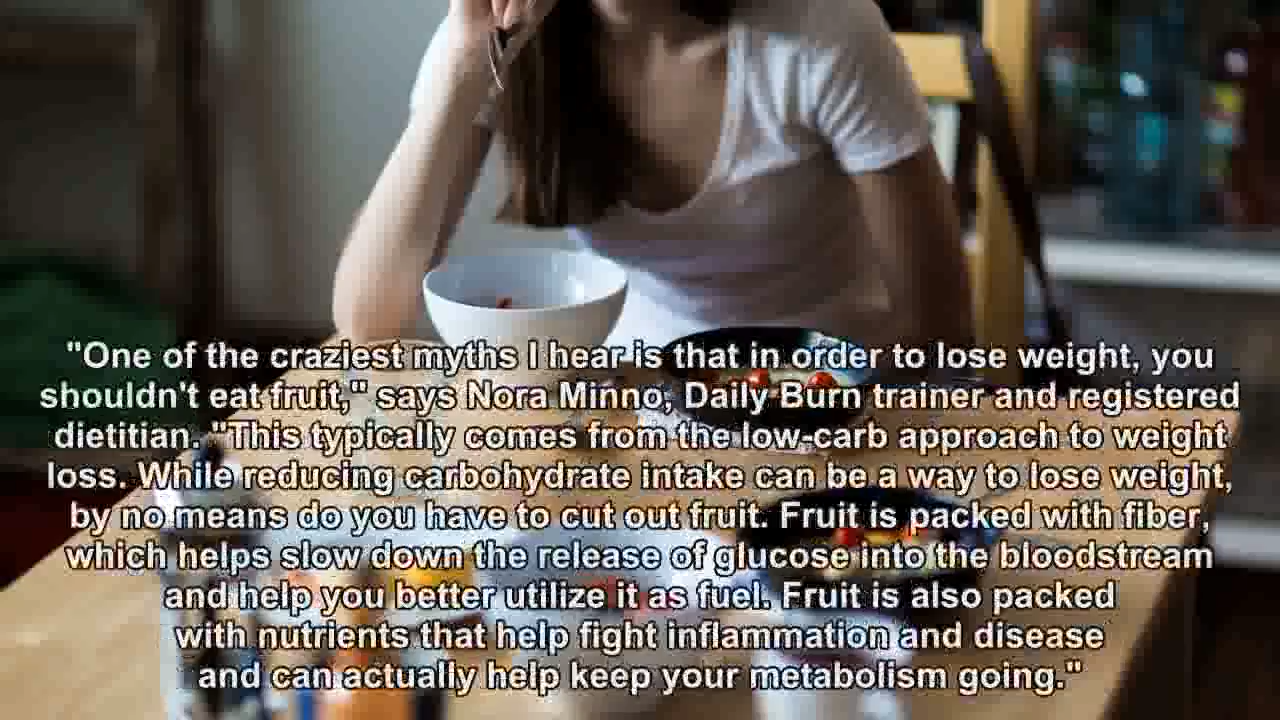 "One of the craziest myths I hear is that in order to lose weight, you
shouldn't eat fruit," says Nora Minno, Daily Burn trainer and registered
dietitian. "This typically comes from the low-carb approach to weight
loss. While reducing carbohydrate intake can be a way to lose weight,
by no means do you have to cut out fruit. Fruit is packed with fiber,
which helps slow down the release of glucose into the bloodstream
and help you better utilize it as fuel. Fruit is also packed
with nutrients that help fight inflammation and disease
and can actually help keep your metabolism going."